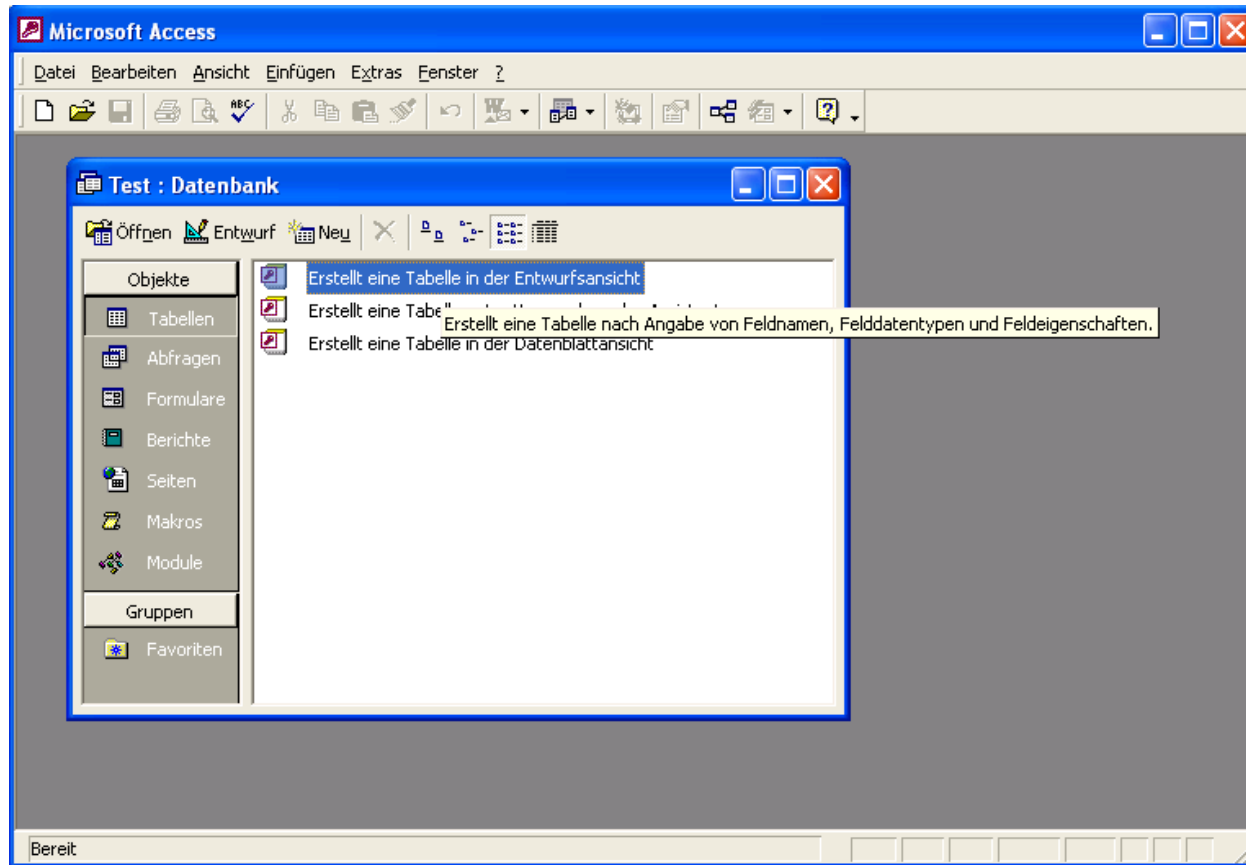 Microsoft Access
Datei Bearbeiten Ansicht Einfügen Extras Fenster ?
Test : Datenbank
Öffnen Entwurf Neu
Objekte
Tabellen
Abfragen
Formulare
Berichte
Seiten
Makros
Module
Gruppen
Favoriten
Erstellt eine Tabelle in der Entwurfsansicht
Erstellt eine
Erstellt eine Tabelle nach Angabe von Feldnamen, Felddatentypen und Feldeigenschaften.
Erstellt eine Tabelle in der Datenblattansicht
Bereit